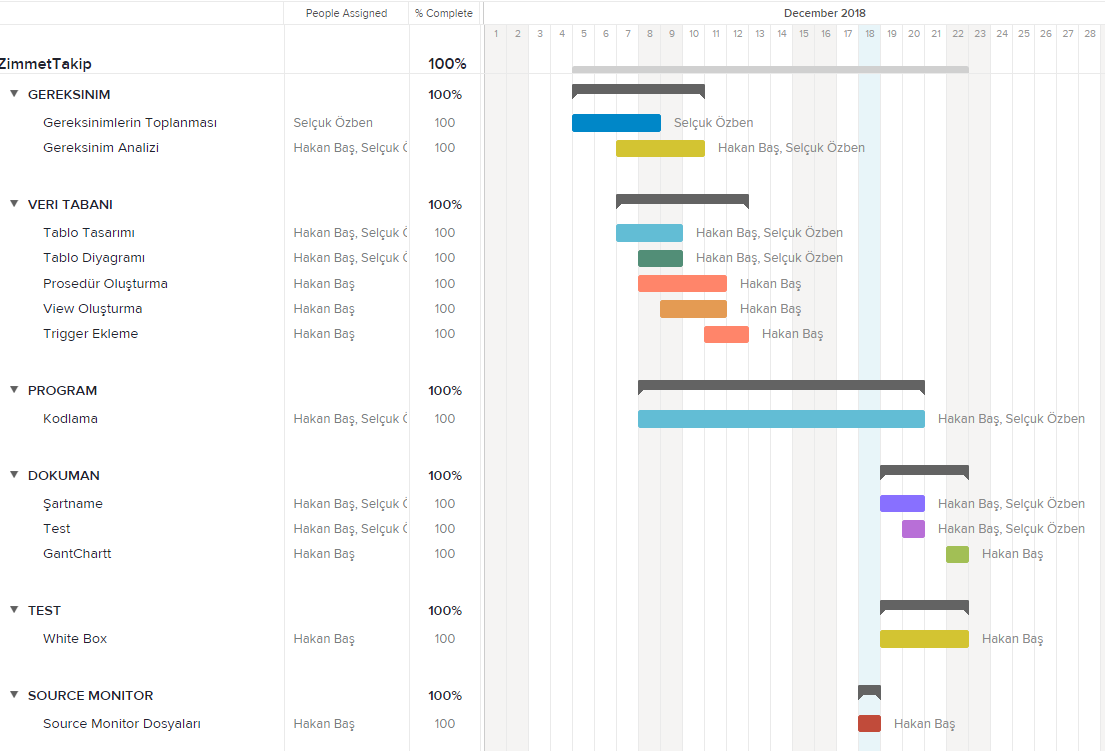 People Assigned % Complete December 2018
1 2 3 4 5 6 7 8 9 10 11 12 13 14 15 16 17 18 19 20 21 22 23 24 25 26 27 28
ZimmetTakip 100%
GEREKSINIM 100%
Gereksinimlerin Toplanması Selçuk Özben 100 Selçuk Özben
Gereksinim Analizi Hakan Baş, Selçuk 100 Hakan Baş, Selçuk Özben
VERI TABANI 100%
Tablo Tasarımı Hakan Baş, Selçuk 100 Hakan Baş, Selçuk Özben
Tablo Diyagramı Hakan Baş, Selçuk 100 Hakan Baş, Selçuk Özben
Prosedür Oluşturma Hakan Baş 100 Hakan Baş
View Oluşturma Hakan Baş 100 Hakan Baş
Trigger Ekleme Hakan Baş 100 Hakan Baş
PROGRAM 100%
Kodlama Hakan Baş, Selçuk 100 Hakan Baş, Selçuk Özben
DOKUMAN 100%
Şartname Hakan Baş, Selçuk 100 Hakan Baş, Selçuk Özben
Test Hakan Baş, Selçuk 100 Hakan Baş, Selçuk Özben
GantChartt Hakan Baş 100 Hakan Baş
TEST 100%
White Box Hakan Baş 100 Hakan Baş
SOURCE MONITOR 100%
Source Monitor Dosyaları Hakan Baş 100 Hakan Baş